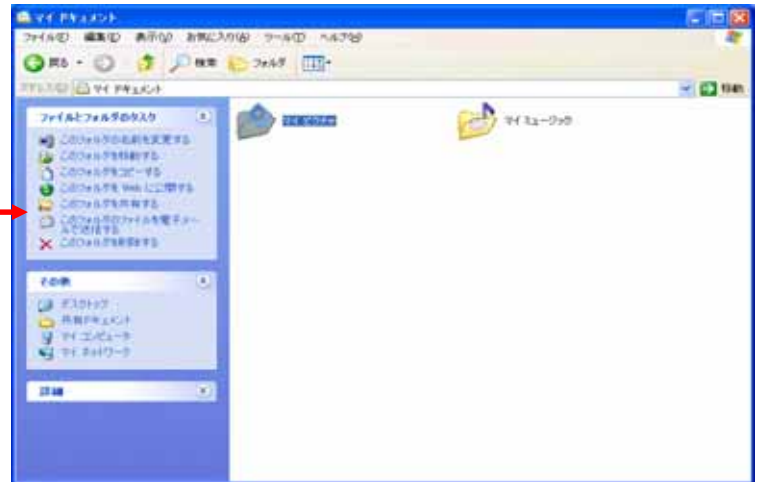 マイ ドキュメント
ファイル(F) 編集(E) 表示(V) お気に入り(A) ツール(T) ヘルプ(H)
戻る 検索 フォルダ
アドレス(D) マイ ドキュメント 移動
ファイルとフォルダのタスク
このフォルダの名前を変更する
このフォルダを移動する
このフォルダをコピーする
このフォルダを Web に公開する
このフォルダを共有する
このフォルダのファイルを電子メー
ルで送信する
このフォルダを削除する
その他
デスクトップ
共有ドキュメント
マイ コンピュータ
マイ ネットワーク
詳細
マイ ピクチャ
マイ ミュージック